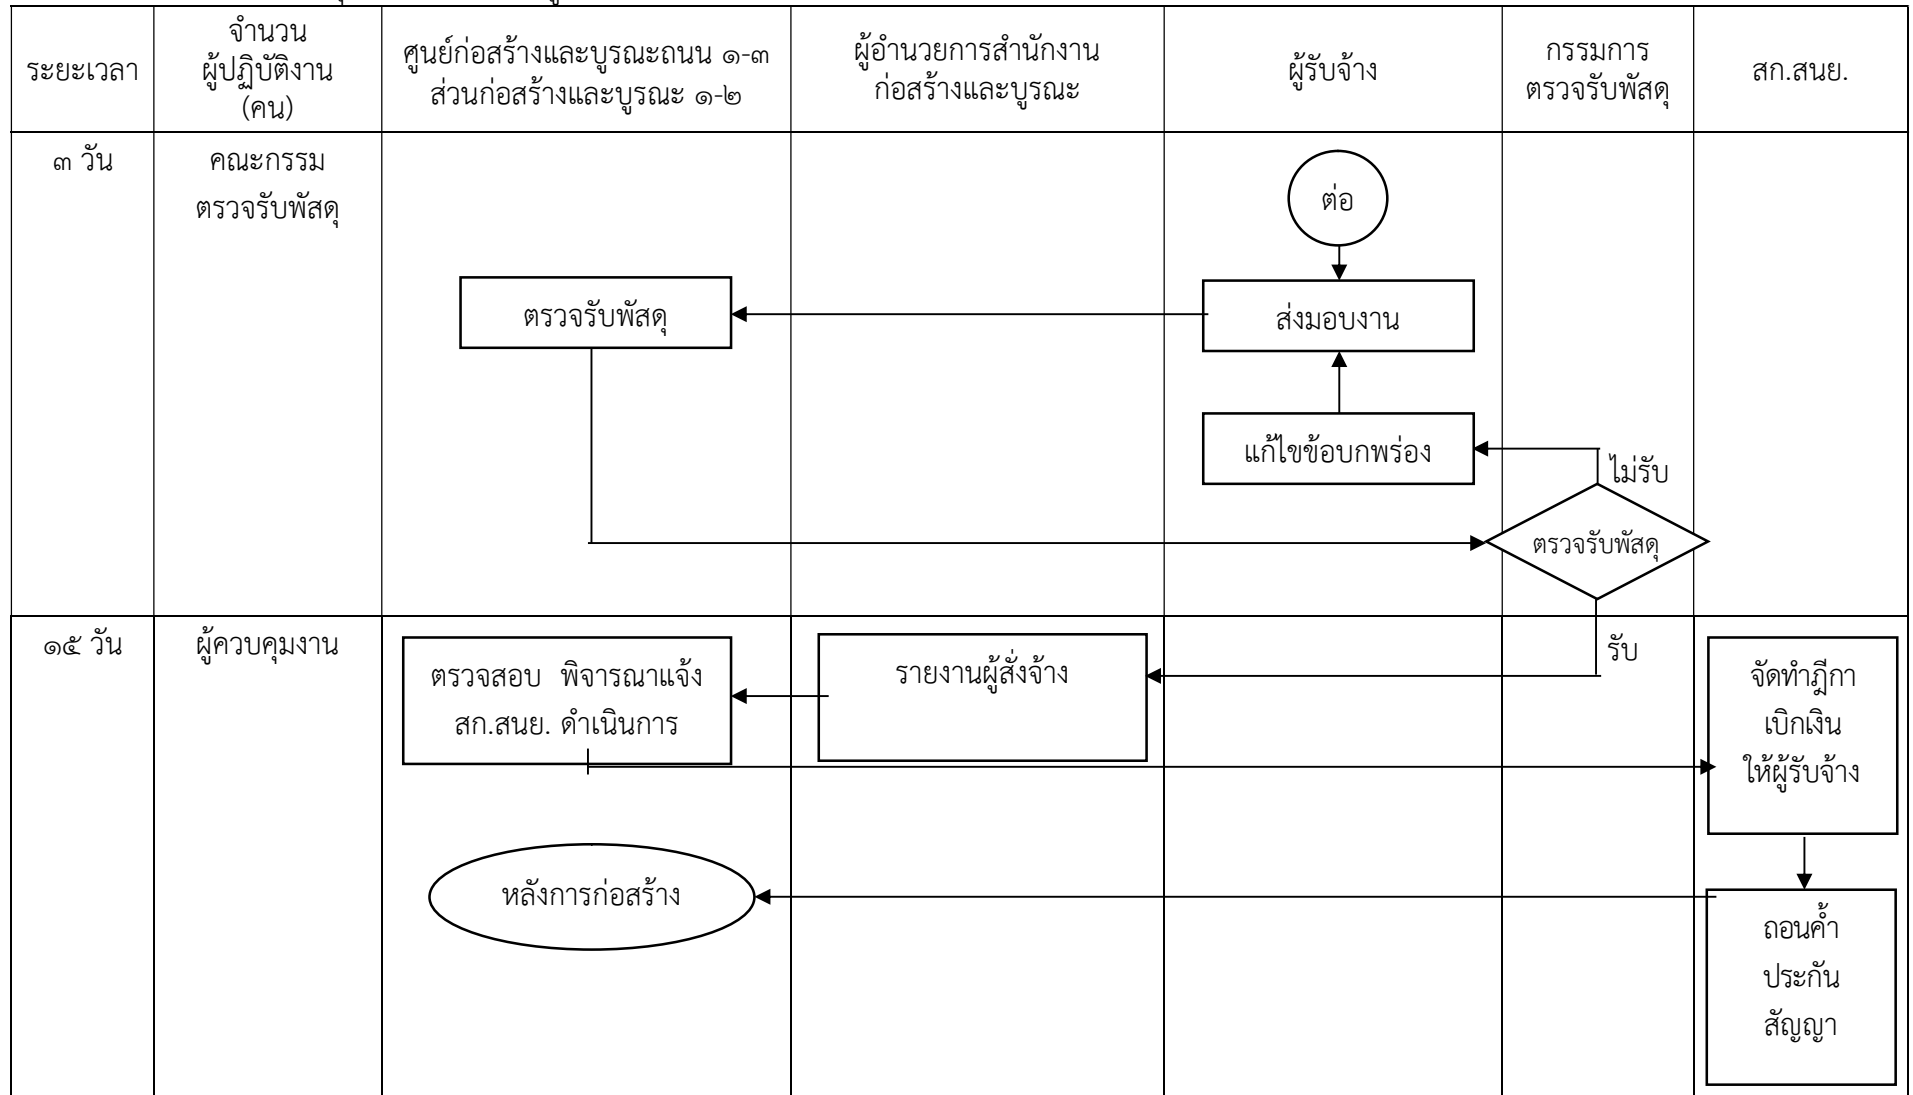 ระยะเวลา
จำนวน
ผู้ปฏิบัติงาน
(คน)
ศูนย์ก่อสร้างและบูรณะถนน ๑-๓
ส่วนก่อสร้างและบูรณะ ๑-๒
ผู้อำนวยการสำนักงาน
ก่อสร้างและบูรณะ
ผู้รับจ้าง
กรรมการ
ตรวจรับพัสดุ
สก.สนย.
๓ วัน
คณะกรรม
ตรวจรับพัสดุ
ต่อ
ตรวจรับพัสดุ
ส่งมอบงาน
แก้ไขข้อบกพร่อง
ไม่รับ
ตรวจรับพัสดุ
๑๕ วัน
ผู้ควบคุมงาน
ตรวจสอบ พิจารณาแจ้ง
สก.สนย. ดำเนินการ
รายงานผู้สั่งจ้าง
รับ
จัดทำฎีกา
เบิกเงิน
ให้ผู้รับจ้าง
หลังการก่อสร้าง
ถอนค้ำ
ประกัน
สัญญา